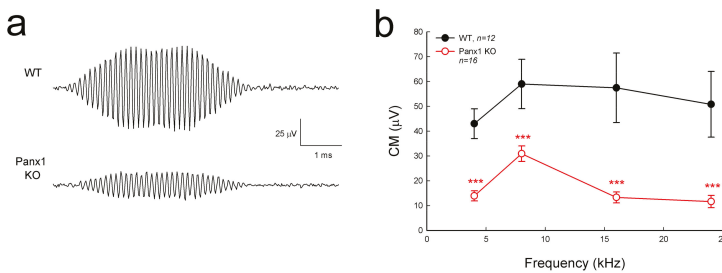 a
WT
25 μV
1 ms
Panx1
KO
b
WT, n=12
Panx1 KO
n=16
80
70
60
50
40
30
20
10
0
CM (μV)
***
***
***
***
0
5
10
15
20
2
Frequency (kHz)